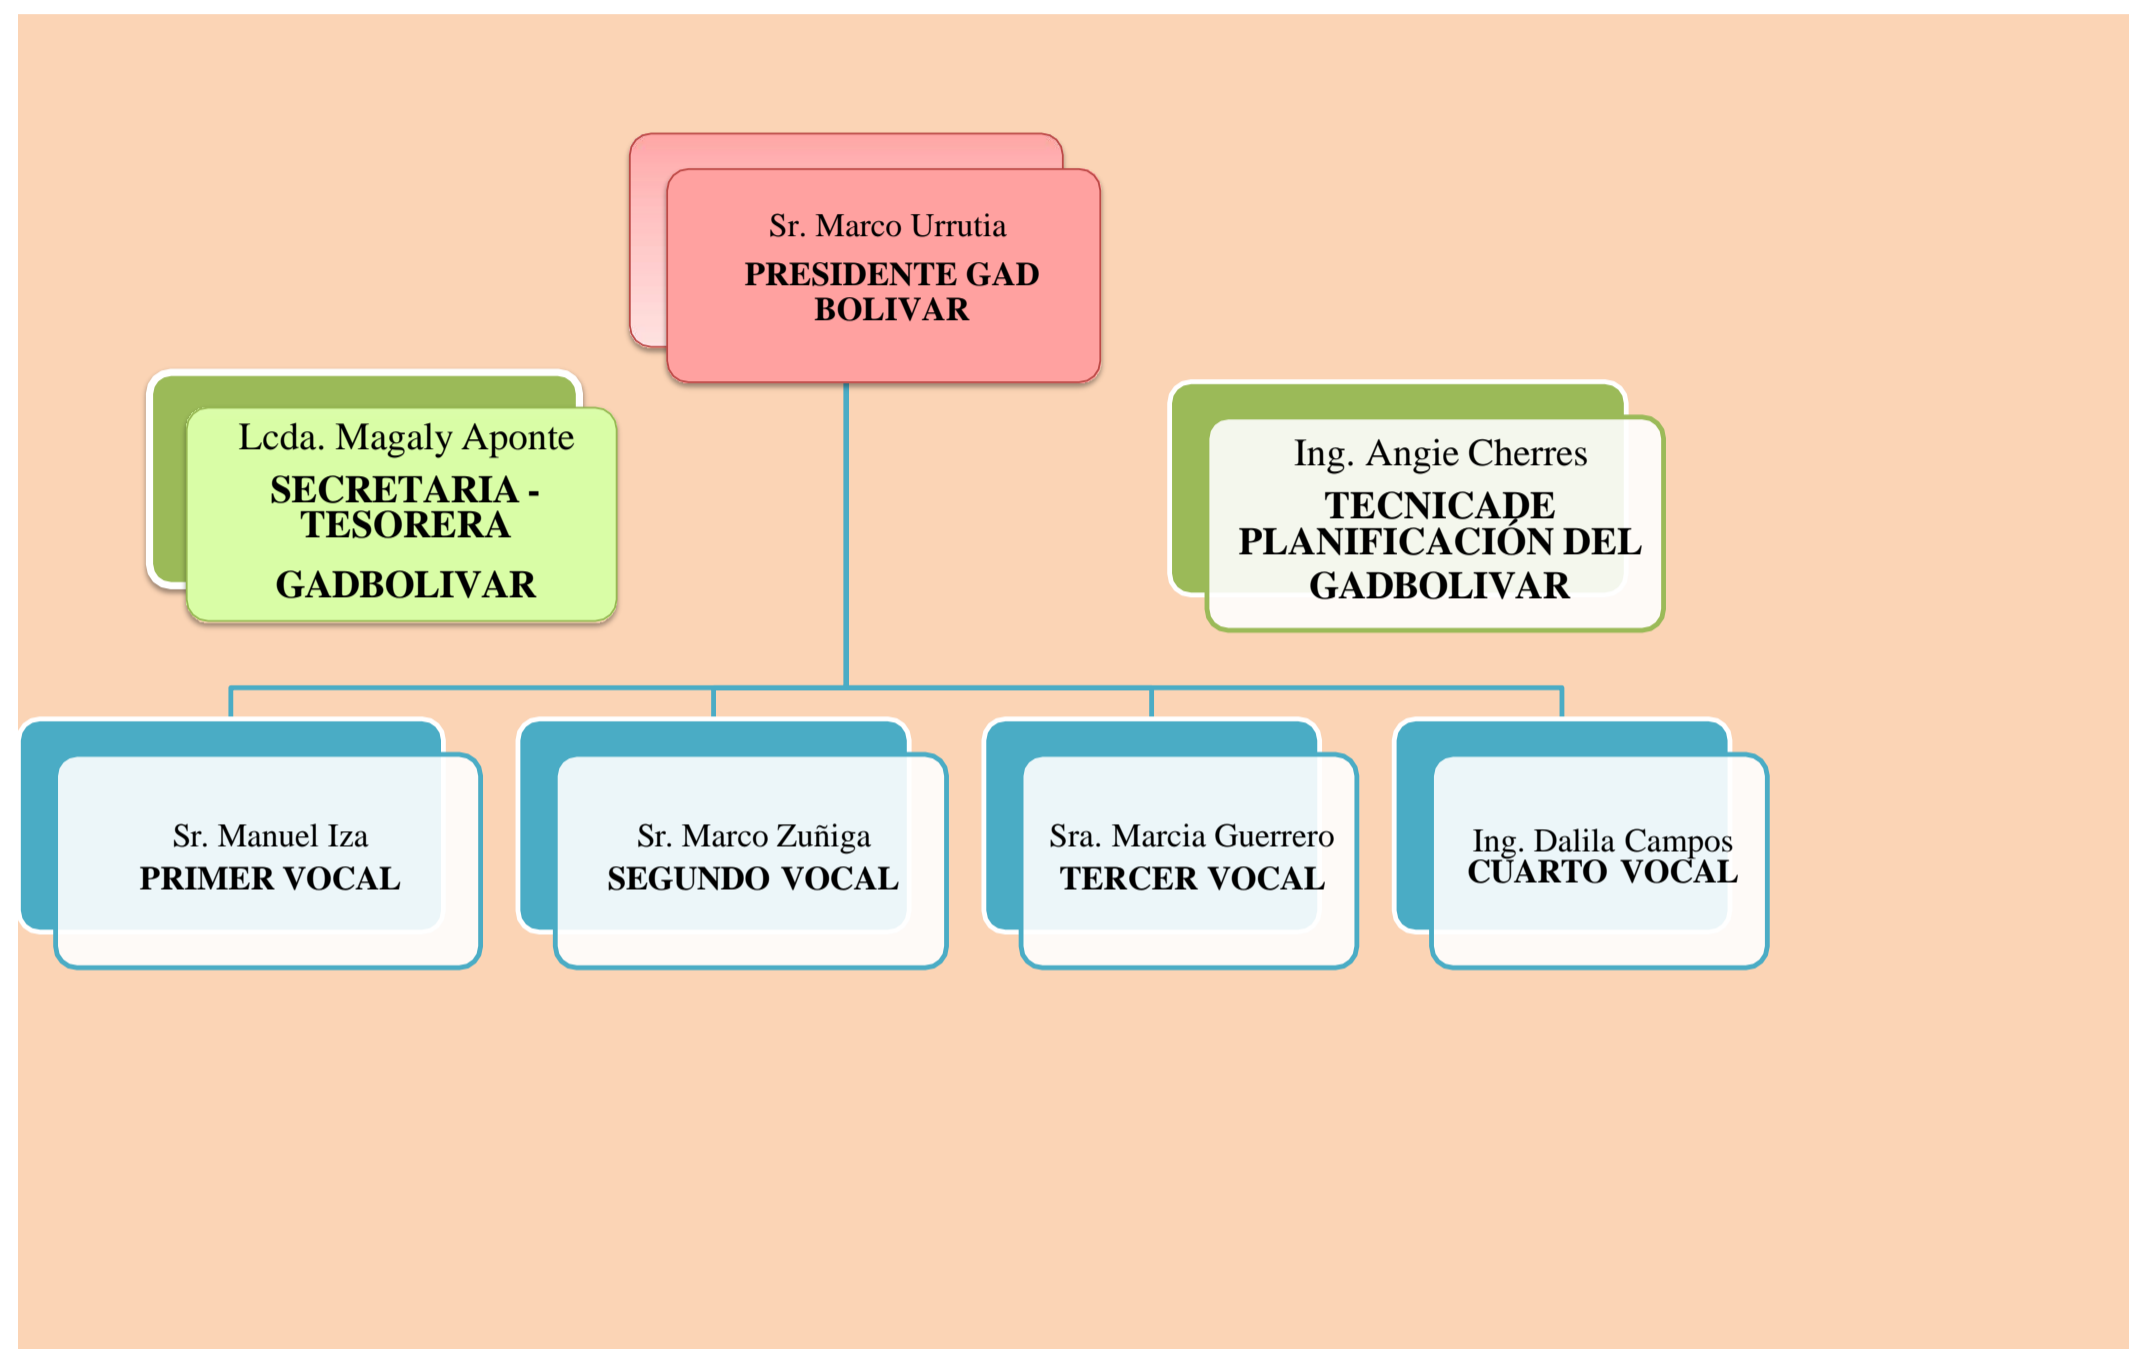 Sr. Marco Urrutia
PRESIDENTE GAD
BOLIVAR
Lcda. Magaly Aponte
SECRETARIA -
TESORERA
GADBOLIVAR
Ing. Angie Cherres
TECNICADE
PLANIFICACIÓN DEL
GADBOLIVAR
Sr. Manuel Iza
PRIMER VOCAL
Sr. Marco Zuñiga
SEGUNDO VOCAL
Sra. Marcia Guerrero
TERCER VOCAL
Ing. Dalila Campos
CUARTO VOCAL